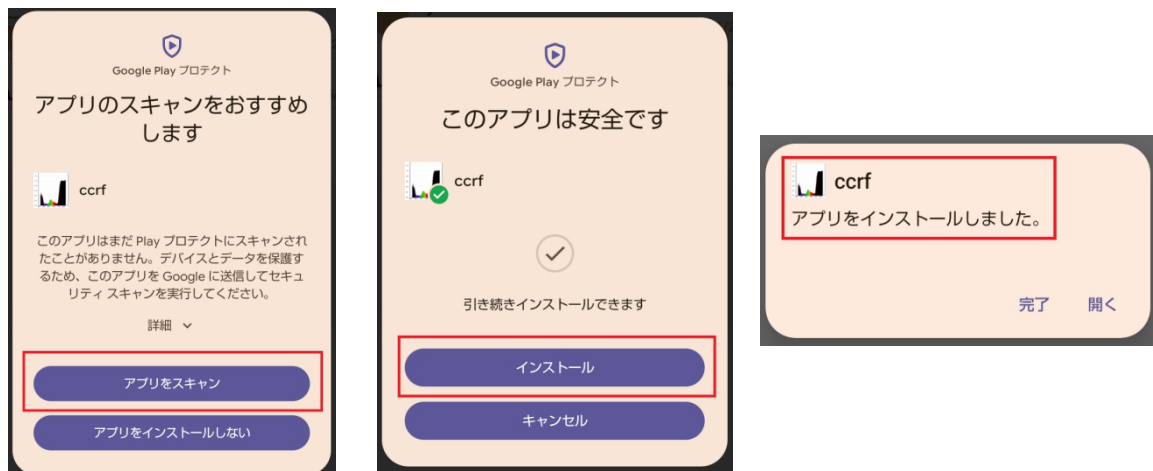 Google Play プロテクト
アプリのスキャンをおすすめ
します
ccrf
このアプリはまだ Play プロテクトにスキャンされ
たことがありません。デバイスとデータを保護す
るため、このアプリを Google に送信してセキュ
リティ スキャンを実行してください。
詳細
アプリをスキャン
アプリをインストールしない
Google Play プロテクト
このアプリは安全です
ccrf
引き続きインストールできます
インストール
キャンセル
ccrf
アプリをインストールしました。
完了 開く